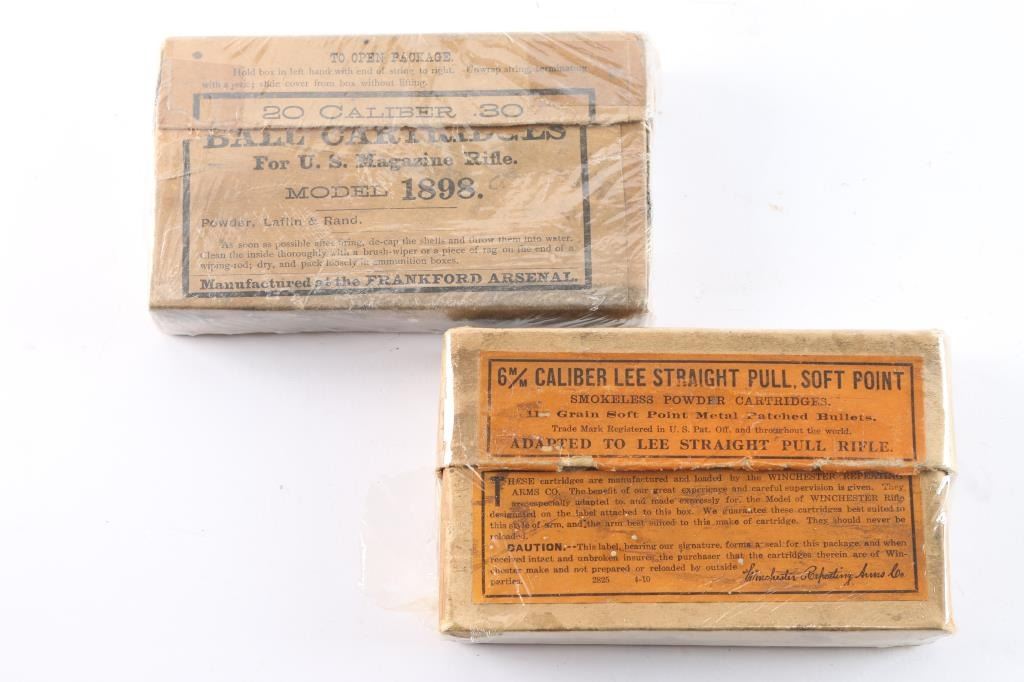 TO OPEN PACKAGE.
Hold box in left hand with end of string to right. Unwrap string, terminating
with a jerk; slide cover from box without lifting.
20 CALIBER .30
BALL CARTRIDGES
For U. S. Magazine Rifle.
MODEL 1898.
Powder, Laflin & Rand.
As soon as possible after firing, de-cap the shells and throw them into water.
Clean the inside thoroughly with a brush-wiper or a piece of rag on the end of a
wiping-rod; dry, and pack loosely in ammunition boxes.
Manufactured at the FRANKFORD ARSENAL.
6 M/M CALIBER LEE STRAIGHT PULL, SOFT POINT
SMOKELESS POWDER CARTRIDGES.
Grain Soft Point Metal Patched Bullets.
Trade Mark Registered in U. S. Pat. Off. and throughout the world.
ADAPTED TO LEE STRAIGHT PULL RIFLE.
THESE cartridges are manufactured and loaded by the WINCHESTER REPEATING
ARMS CO. The benefit of our great experience and careful supervision is given. They
are especially adapted to, and made expressly for, the Model of WINCHESTER Rifle
designated on the label attached to this box. We guarantee these cartridges best suited to
this style of arm, and the arm best suited to this make of cartridge. They should never be
reloaded.
CAUTION.--This label, bearing our signature, forms a seal for this package, and when
received intact and unbroken insures the purchaser that the cartridges therein are of Win-
chester make and not prepared or reloaded by outside
parties. 2825 4-10 Winchester Repeating Arms Co.